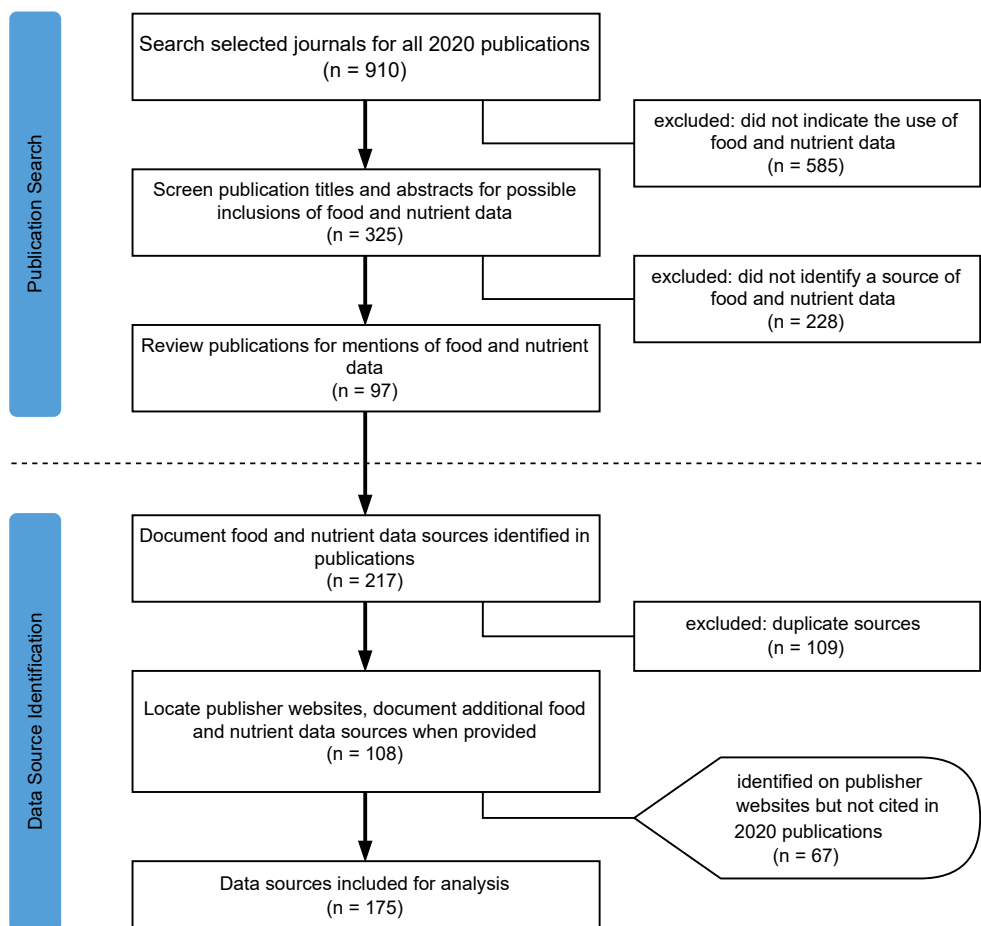 Publication Search
Search selected journals for all 2020 publications
(n = 910)
excluded: did not indicate the use of
food and nutrient data
(n = 585)
Screen publication titles and abstracts for possible
inclusions of food and nutrient data
(n = 325)
excluded: did not identify a source of
food and nutrient data
(n = 228)
Review publications for mentions of food and nutrient
data
(n = 97)
Data Source Identification
Document food and nutrient data sources identified in
publications
(n = 217)
excluded: duplicate sources
(n = 109)
Locate publisher websites, document additional food
and nutrient data sources when provided
(n = 108)
identified on publisher
websites but not cited in
2020 publications
(n = 67)
Data sources included for analysis
(n = 175)